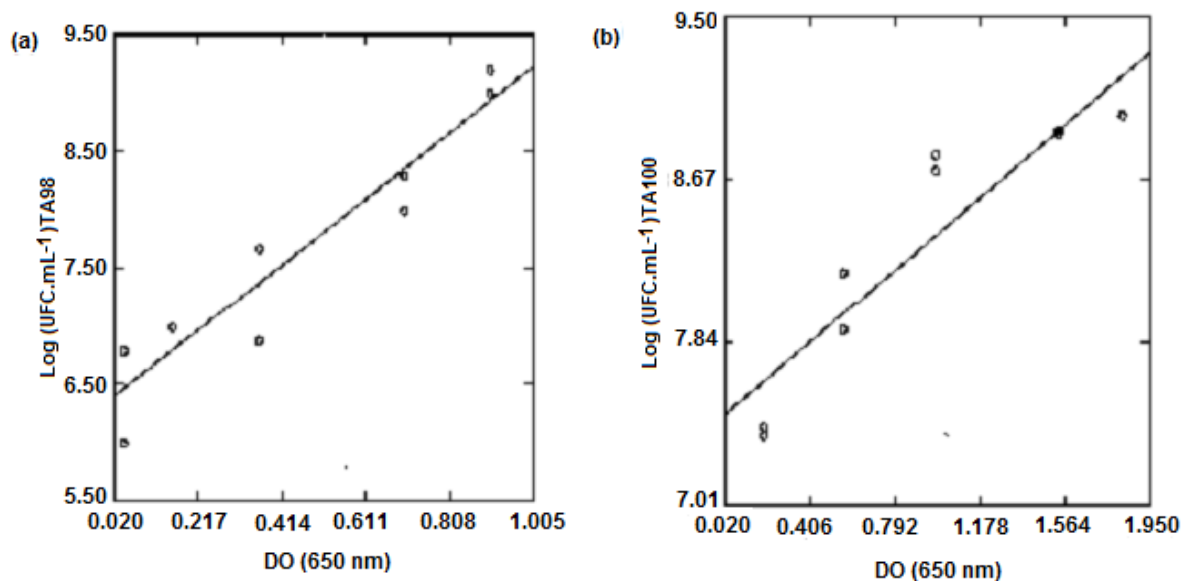 (a)
9.50
8.50
7.50
6.50
5.50
Log (UFC.mL-¹)TA98
0.020 0.217 0.414 0.611 0.808 1.005
DO (650 nm)
(b)
9.50
8.67
7.84
7.01
Log (UFC.mL-¹)TA100
0.020 0.406 0.792 1.178 1.564 1.950
DO (650 nm)